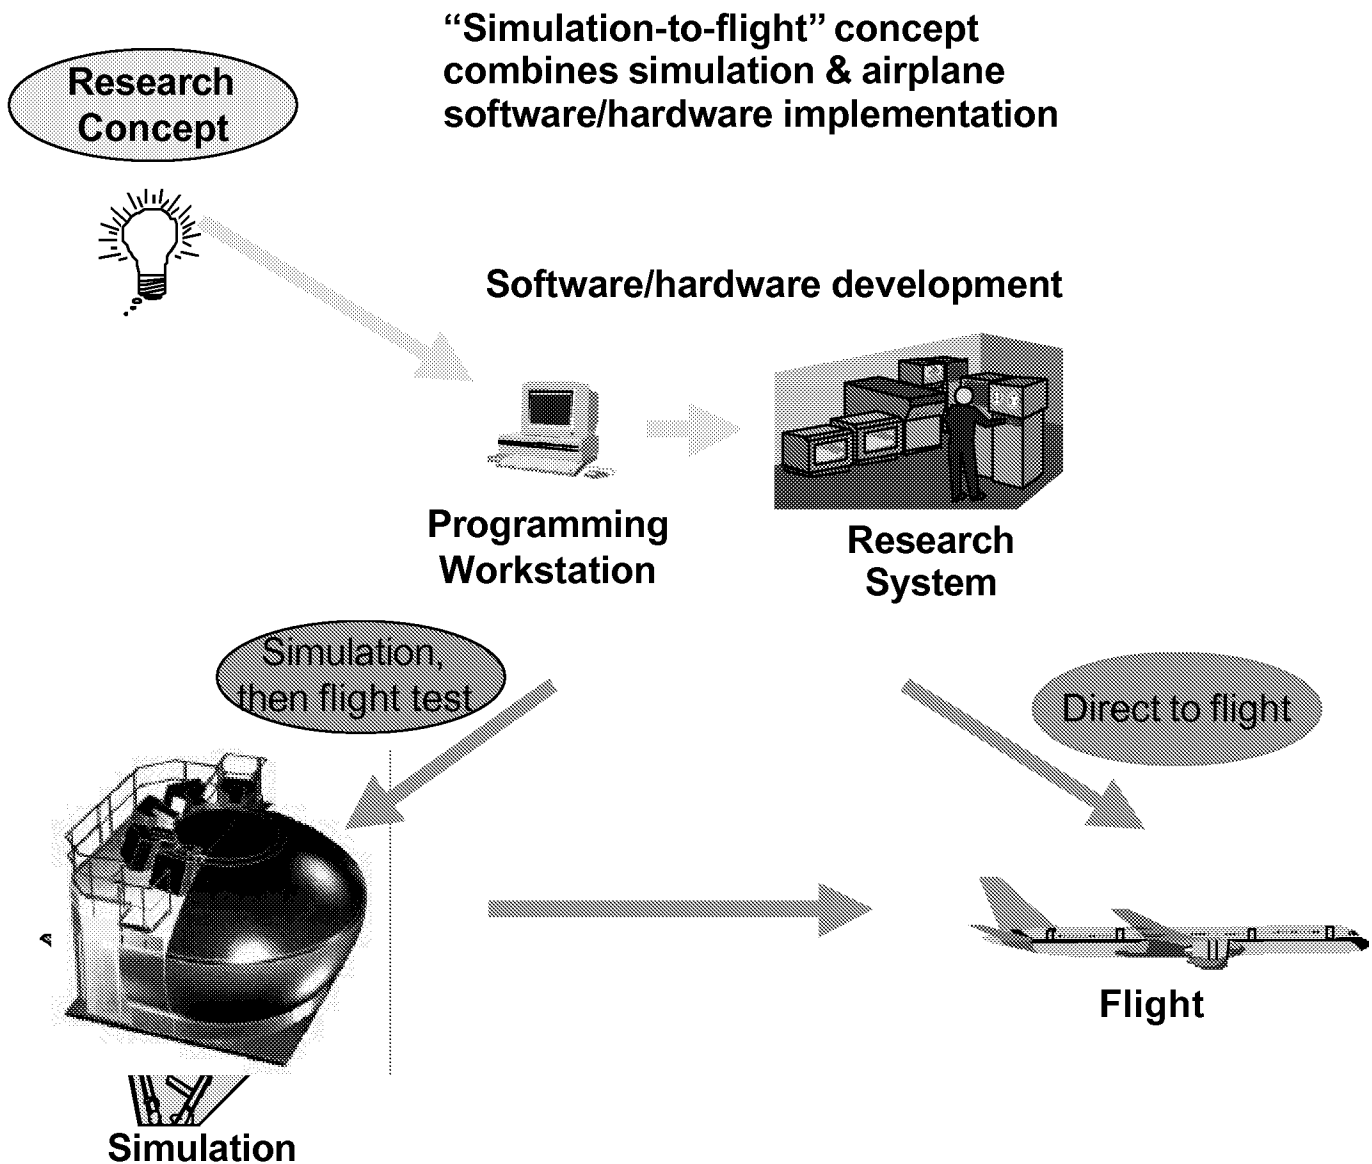 “Simulation-to-flight” concept
combines simulation & airplane
software/hardware implementation
Research
Concept
Software/hardware development
Programming
Workstation
Research
System
Simulation,
then flight test
Direct to flight
Flight
Simulation